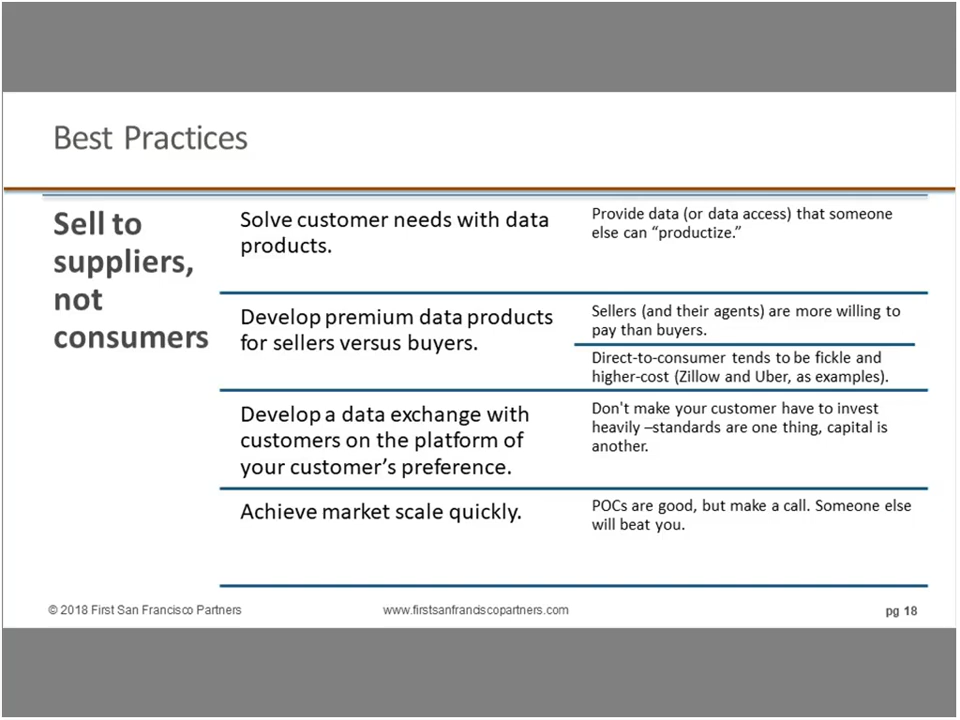 Best Practices
Sell to
suppliers,
not
consumers
Solve customer needs with data
products.
Provide data (or data access) that someone
else can “productize.”
Develop premium data products
for sellers versus buyers.
Sellers (and their agents) are more willing to
pay than buyers.
Direct-to-consumer tends to be fickle and
higher-cost (Zillow and Uber, as examples).
Develop a data exchange with
customers on the platform of
your customer’s preference.
Don't make your customer have to invest
heavily –standards are one thing, capital is
another.
Achieve market scale quickly.
POCs are good, but make a call. Someone else
will beat you.
© 2018 First San Francisco Partners
www.firstsanfranciscopartners.com
pg 18